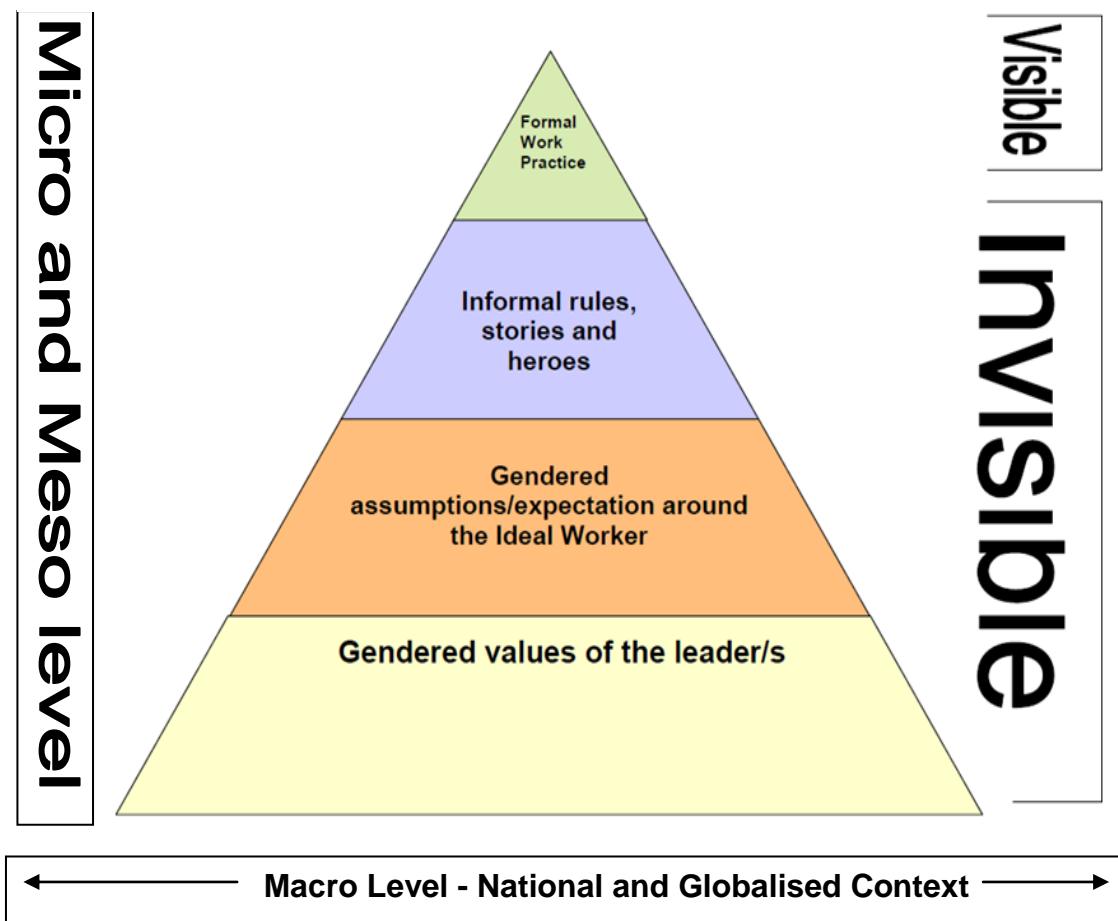 Micro and Meso level
Visible
Formal
Work
Practice
Informal rules,
stories and
heroes
Invisible
Gendered
assumptions/expectation around
the Ideal Worker
Gendered values of the leader/s
Macro Level - National and Globalised Context